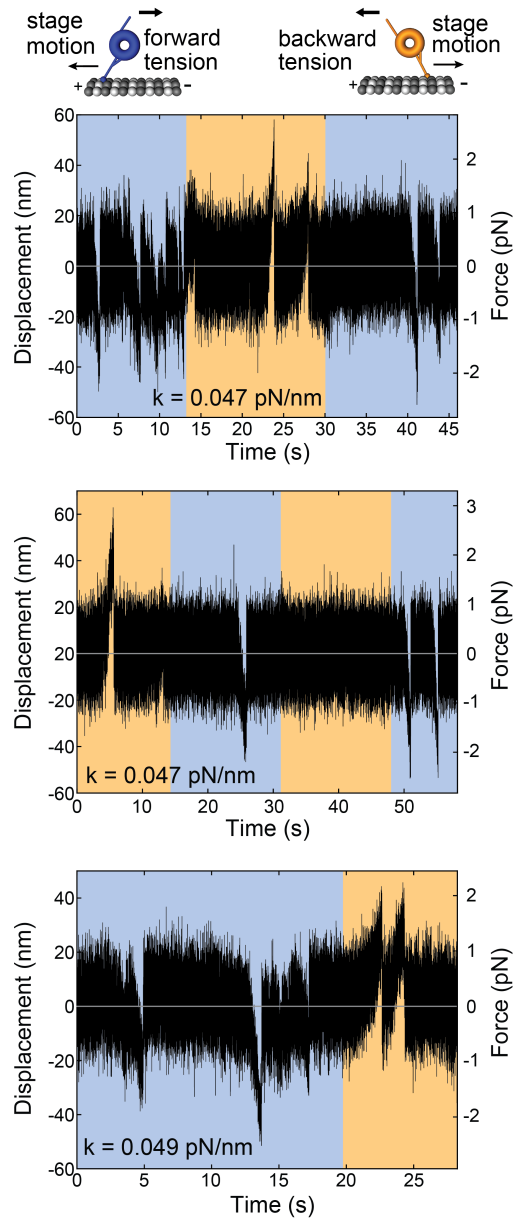 stage motion
forward tension
backward tension
stage motion
+ -
+ -
Displacement (nm)
60
40
20
0
-20
-40
-60
Force (pN)
2
1
0
-1
-2
k = 0.047 pN/nm
0 5 10 15 20 25 30 35 40 45
Time (s)
Displacement (nm)
60
40
20
20
-20
-40
60
Force (pN)
3
2
1
0
-1
-2
k = 0.047 pN/nm
0 10 20 30 40 50
Time (s)
Displacement (nm)
40
20
0
-20
-40
-60
Force (pN)
2
1
0
-1
-2
k = 0.049 pN/nm
0 5 10 15 20 25
Time (s)